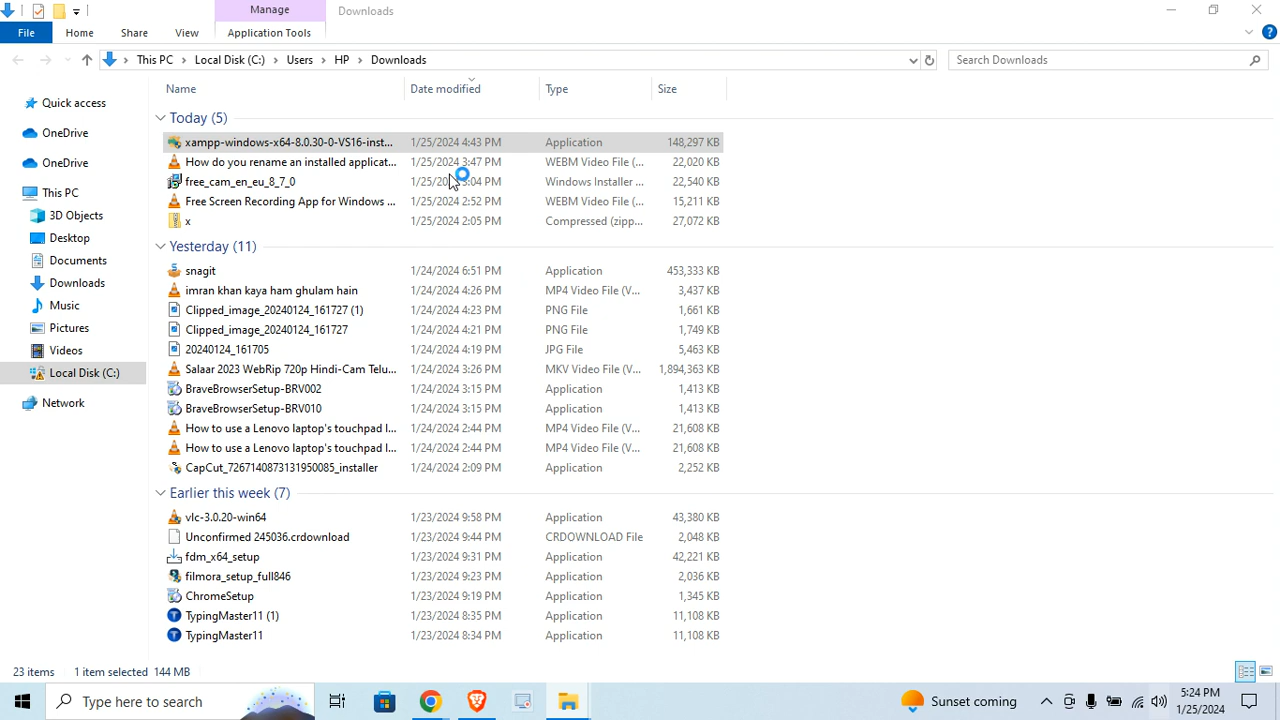 Manage
Downloads
File
Home
Share
View
Application Tools
This PC
Local Disk (C:)
Users
HP
Downloads
Search Downloads
Name
Date modified
Type
Size
Quick access
OneDrive
OneDrive
This PC
3D Objects
Desktop
Documents
Downloads
Music
Pictures
Videos
Local Disk (C:)
Network
Today (5)
xampp-windows-x64-8.0.30-0-VS16-inst... 1/25/2024 4:43 PM Application 148,297 KB
How do you rename an installed applicat... 1/25/2024 3:47 PM WEBM Video File (... 22,020 KB
free_cam_en_eu_8_7_0 1/25/20 :04 PM Windows Installer ... 22,540 KB
Free Screen Recording App for Windows ... 1/25/2024 2:52 PM WEBM Video File (... 15,211 KB
x 1/25/2024 2:05 PM Compressed (zipp... 27,072 KB
Yesterday (11)
snagit 1/24/2024 6:51 PM Application 453,333 KB
imran khan kaya ham ghulam hain 1/24/2024 4:26 PM MP4 Video File (V... 3,437 KB
Clipped_image_20240124_161727 (1) 1/24/2024 4:23 PM PNG File 1,661 KB
Clipped_image_20240124_161727 1/24/2024 4:21 PM PNG File 1,749 KB
20240124_161705 1/24/2024 4:19 PM JPG File 5,463 KB
Salaar 2023 WebRip 720p Hindi-Cam Telu... 1/24/2024 3:26 PM MKV Video File (V... 1,894,363 KB
BraveBrowserSetup-BRV002 1/24/2024 3:15 PM Application 1,413 KB
BraveBrowserSetup-BRV010 1/24/2024 3:15 PM Application 1,413 KB
How to use a Lenovo laptop's touchpad l... 1/24/2024 2:44 PM MP4 Video File (V... 21,608 KB
How to use a Lenovo laptop's touchpad l... 1/24/2024 2:44 PM MP4 Video File (V... 21,608 KB
CapCut_7267140873131950085_installer 1/24/2024 2:09 PM Application 2,252 KB
Earlier this week (7)
vlc-3.0.20-win64 1/23/2024 9:58 PM Application 43,380 KB
Unconfirmed 245036.crdownload 1/23/2024 9:44 PM CRDOWNLOAD File 2,048 KB
fdm_x64_setup 1/23/2024 9:31 PM Application 42,221 KB
filmora_setup_full846 1/23/2024 9:23 PM Application 2,036 KB
ChromeSetup 1/23/2024 9:19 PM Application 1,345 KB
TypingMaster11 (1) 1/23/2024 8:35 PM Application 11,108 KB
TypingMaster11 1/23/2024 8:34 PM Application 11,108 KB
23 items 1 item selected 144 MB
Type here to search
Sunset coming
5:24 PM
1/25/2024